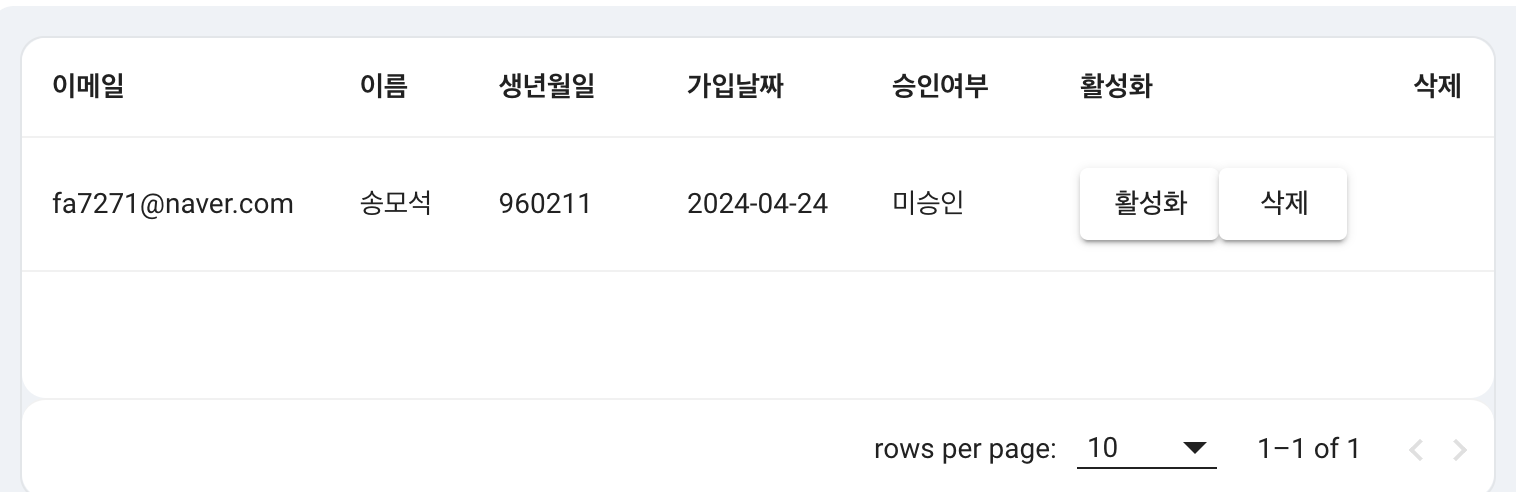 이메일 이름 생년월일 가입날짜 승인여부 활성화 삭제
fa7271@naver.com 송모석 960211 2024-04-24 미승인 활성화 삭제
rows per page: 10 1–1 of 1